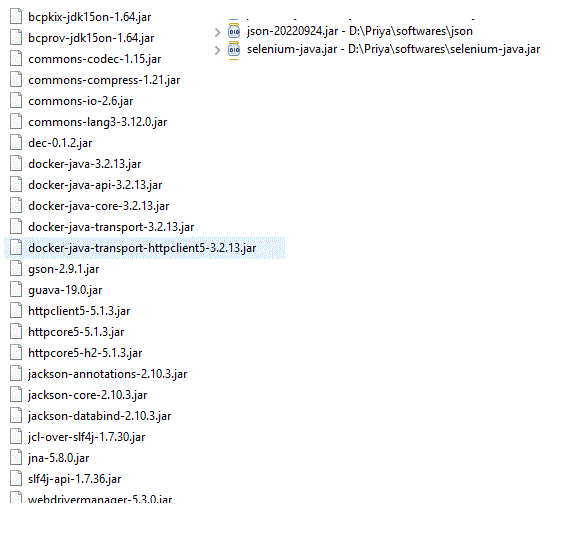 bcpkix-jdk15on-1.64.jar
bcprov-jdk15on-1.64.jar
commons-codec-1.15.jar
commons-compress-1.21.jar
commons-io-2.6.jar
commons-lang3-3.12.0.jar
dec-0.1.2.jar
docker-java-3.2.13.jar
docker-java-api-3.2.13.jar
docker-java-core-3.2.13.jar
docker-java-transport-3.2.13.jar
docker-java-transport-httpclient5-3.2.13.jar
gson-2.9.1.jar
guava-19.0.jar
httpclient5-5.1.3.jar
httpcore5-5.1.3.jar
httpcore5-h2-5.1.3.jar
jackson-annotations-2.10.3.jar
jackson-core-2.10.3.jar
jackson-databind-2.10.3.jar
jcl-over-slf4j-1.7.30.jar
jna-5.8.0.jar
slf4j-api-1.7.36.jar
webdrivermanager-5.3.0.jar
json-20220924.jar - D:\Priya\softwares\json
selenium-java.jar - D:\Priya\softwares\selenium-java.jar